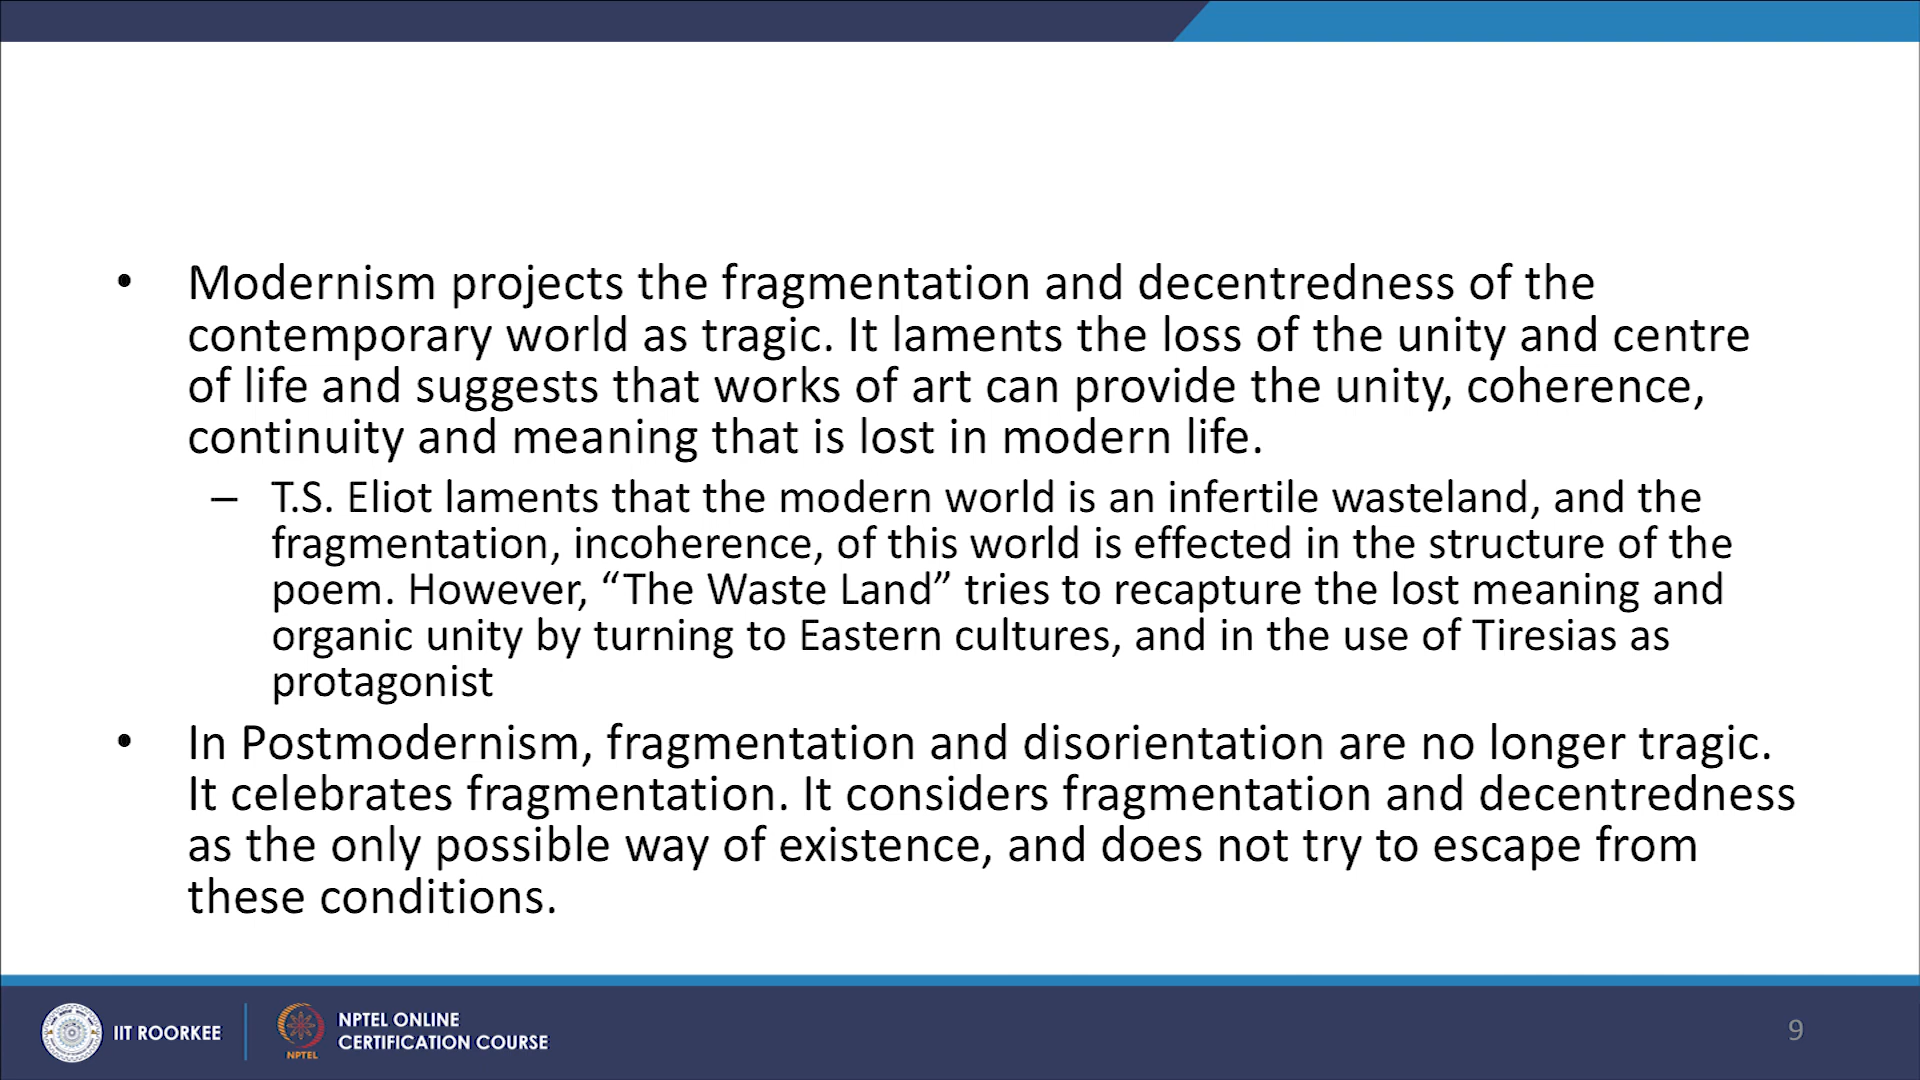 • Modernism projects the fragmentation and decentredness of the
contemporary world as tragic. It laments the loss of the unity and centre
of life and suggests that works of art can provide the unity, coherence,
continuity and meaning that is lost in modern life.
– T.S. Eliot laments that the modern world is an infertile wasteland, and the
fragmentation, incoherence, of this world is effected in the structure of the
poem. However, “The Waste Land” tries to recapture the lost meaning and
organic unity by turning to Eastern cultures, and in the use of Tiresias as
protagonist
• In Postmodernism, fragmentation and disorientation are no longer tragic.
It celebrates fragmentation. It considers fragmentation and decentredness
as the only possible way of existence, and does not try to escape from
these conditions.
IIT ROORKEE
NPTEL
NPTEL ONLINE
CERTIFICATION COURSE
9